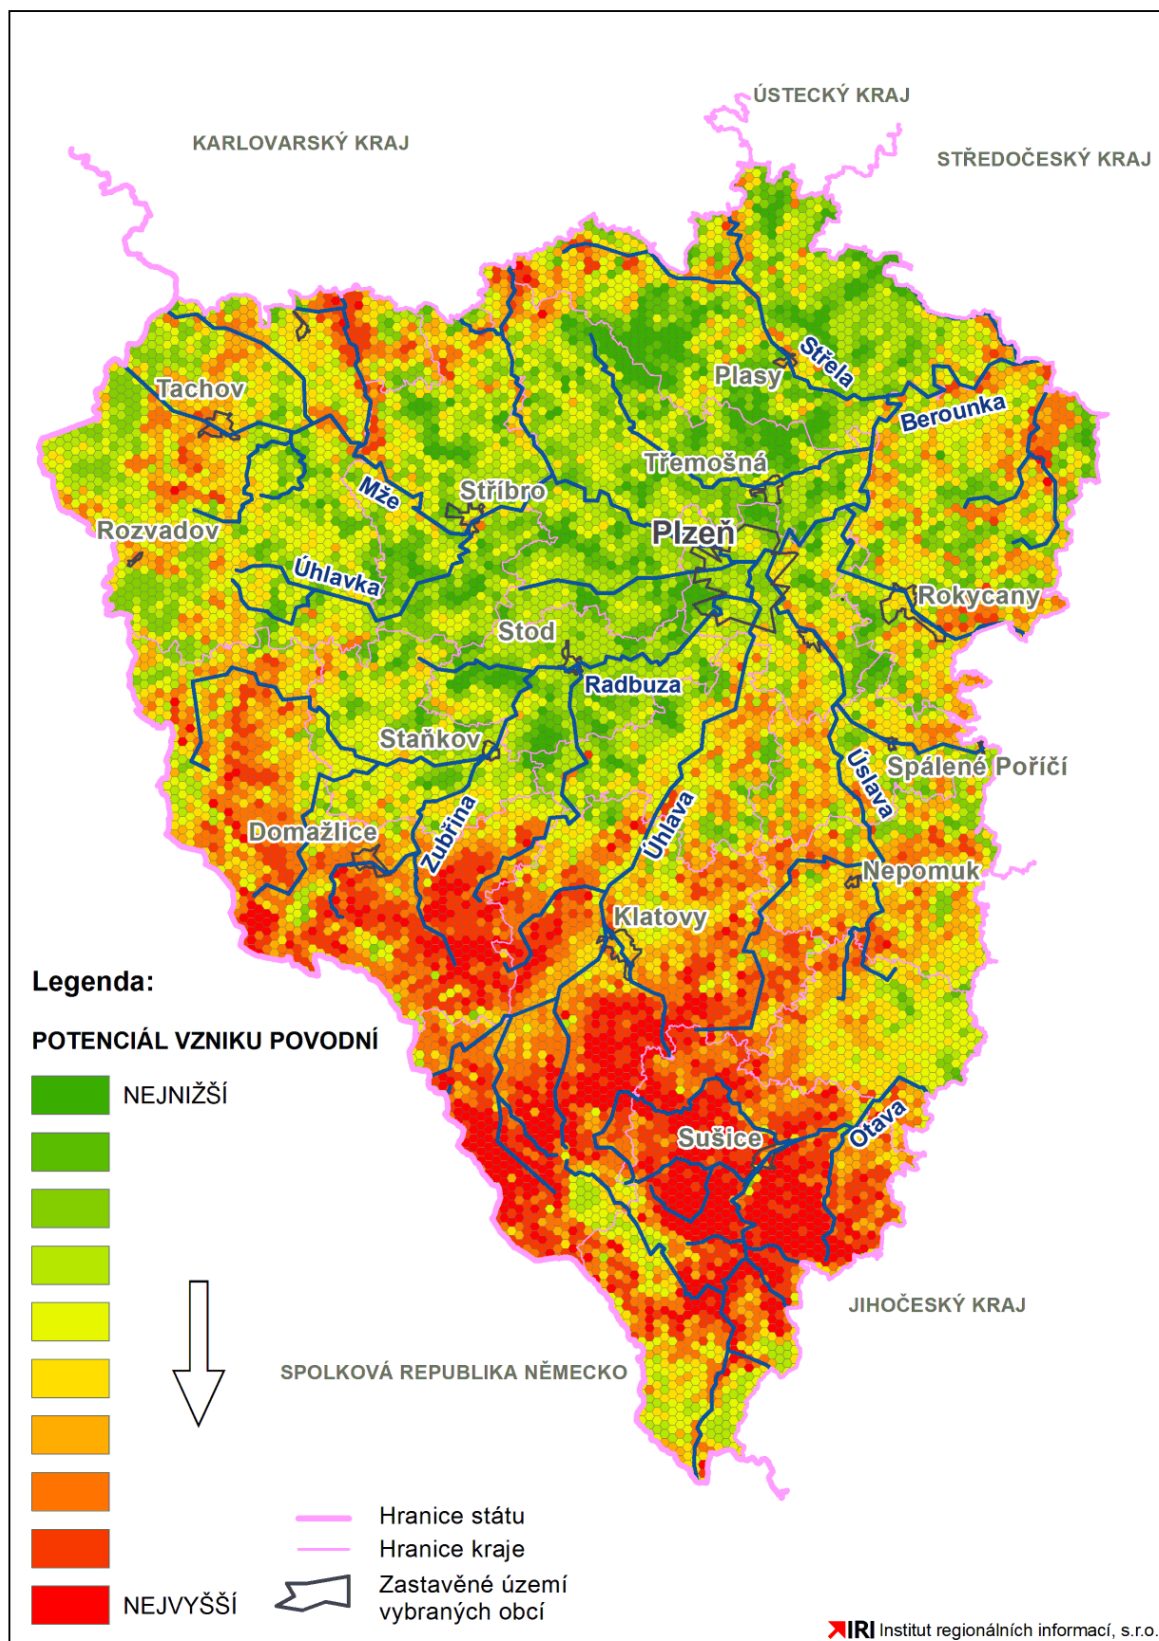 ÚSTECKÝ KRAJ
KARLOVARSKÝ KRAJ
STŘEDOČESKÝ KRAJ
Střela
Plasy
Tachov
Berounka
Třemošná
Stříbro
Mže
Plzeň
Rozvadov
Úhlavka
Rokycany
Stod
Radbuza
Staňkov
Spálené Poříčí
Úslava
Úhlava
Zubřina
Domažlice
Nepomuk
Klatovy
Legenda:
POTENCIÁL VZNIKU POVODNÍ
NEJNIŽŠÍ
Otava
Sušice
JIHOČESKÝ KRAJ
SPOLKOVÁ REPUBLIKA NĚMECKO
Hranice státu
Hranice kraje
Zastavěné území
vybraných obcí
NEJVYŠŠÍ
IRI Institut regionálních informací, s.r.o.